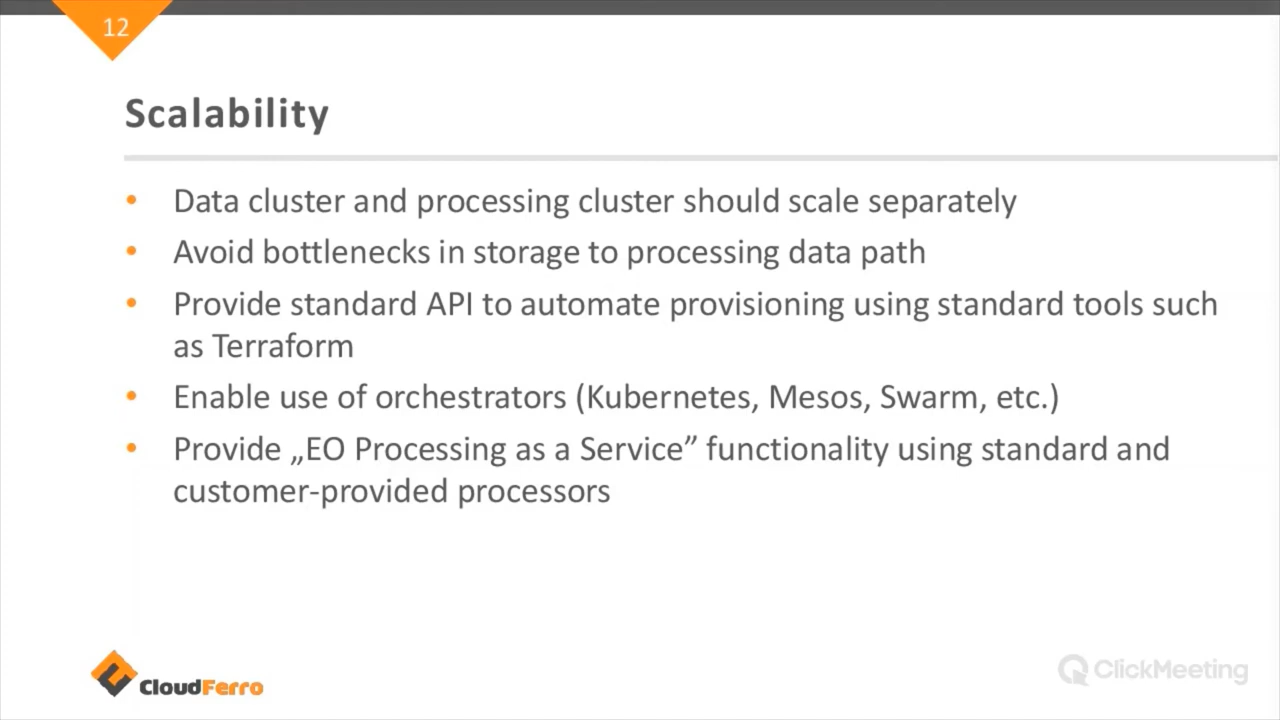 12
Scalability
• Data cluster and processing cluster should scale separately
• Avoid bottlenecks in storage to processing data path
• Provide standard API to automate provisioning using standard tools such
as Terraform
• Enable use of orchestrators (Kubernetes, Mesos, Swarm, etc.)
• Provide „EO Processing as a Service” functionality using standard and
customer-provided processors
CloudFerro
ClickMeeting